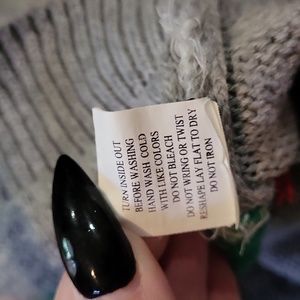 TURN INSIDE OUT
BEFORE WASHING
HAND WASH COLD
WITH LIKE COLORS
DO NOT BLEACH
DO NOT WRING OR TWIST
RESHAPE LAY FLAT TO DRY
DO NOT IRON